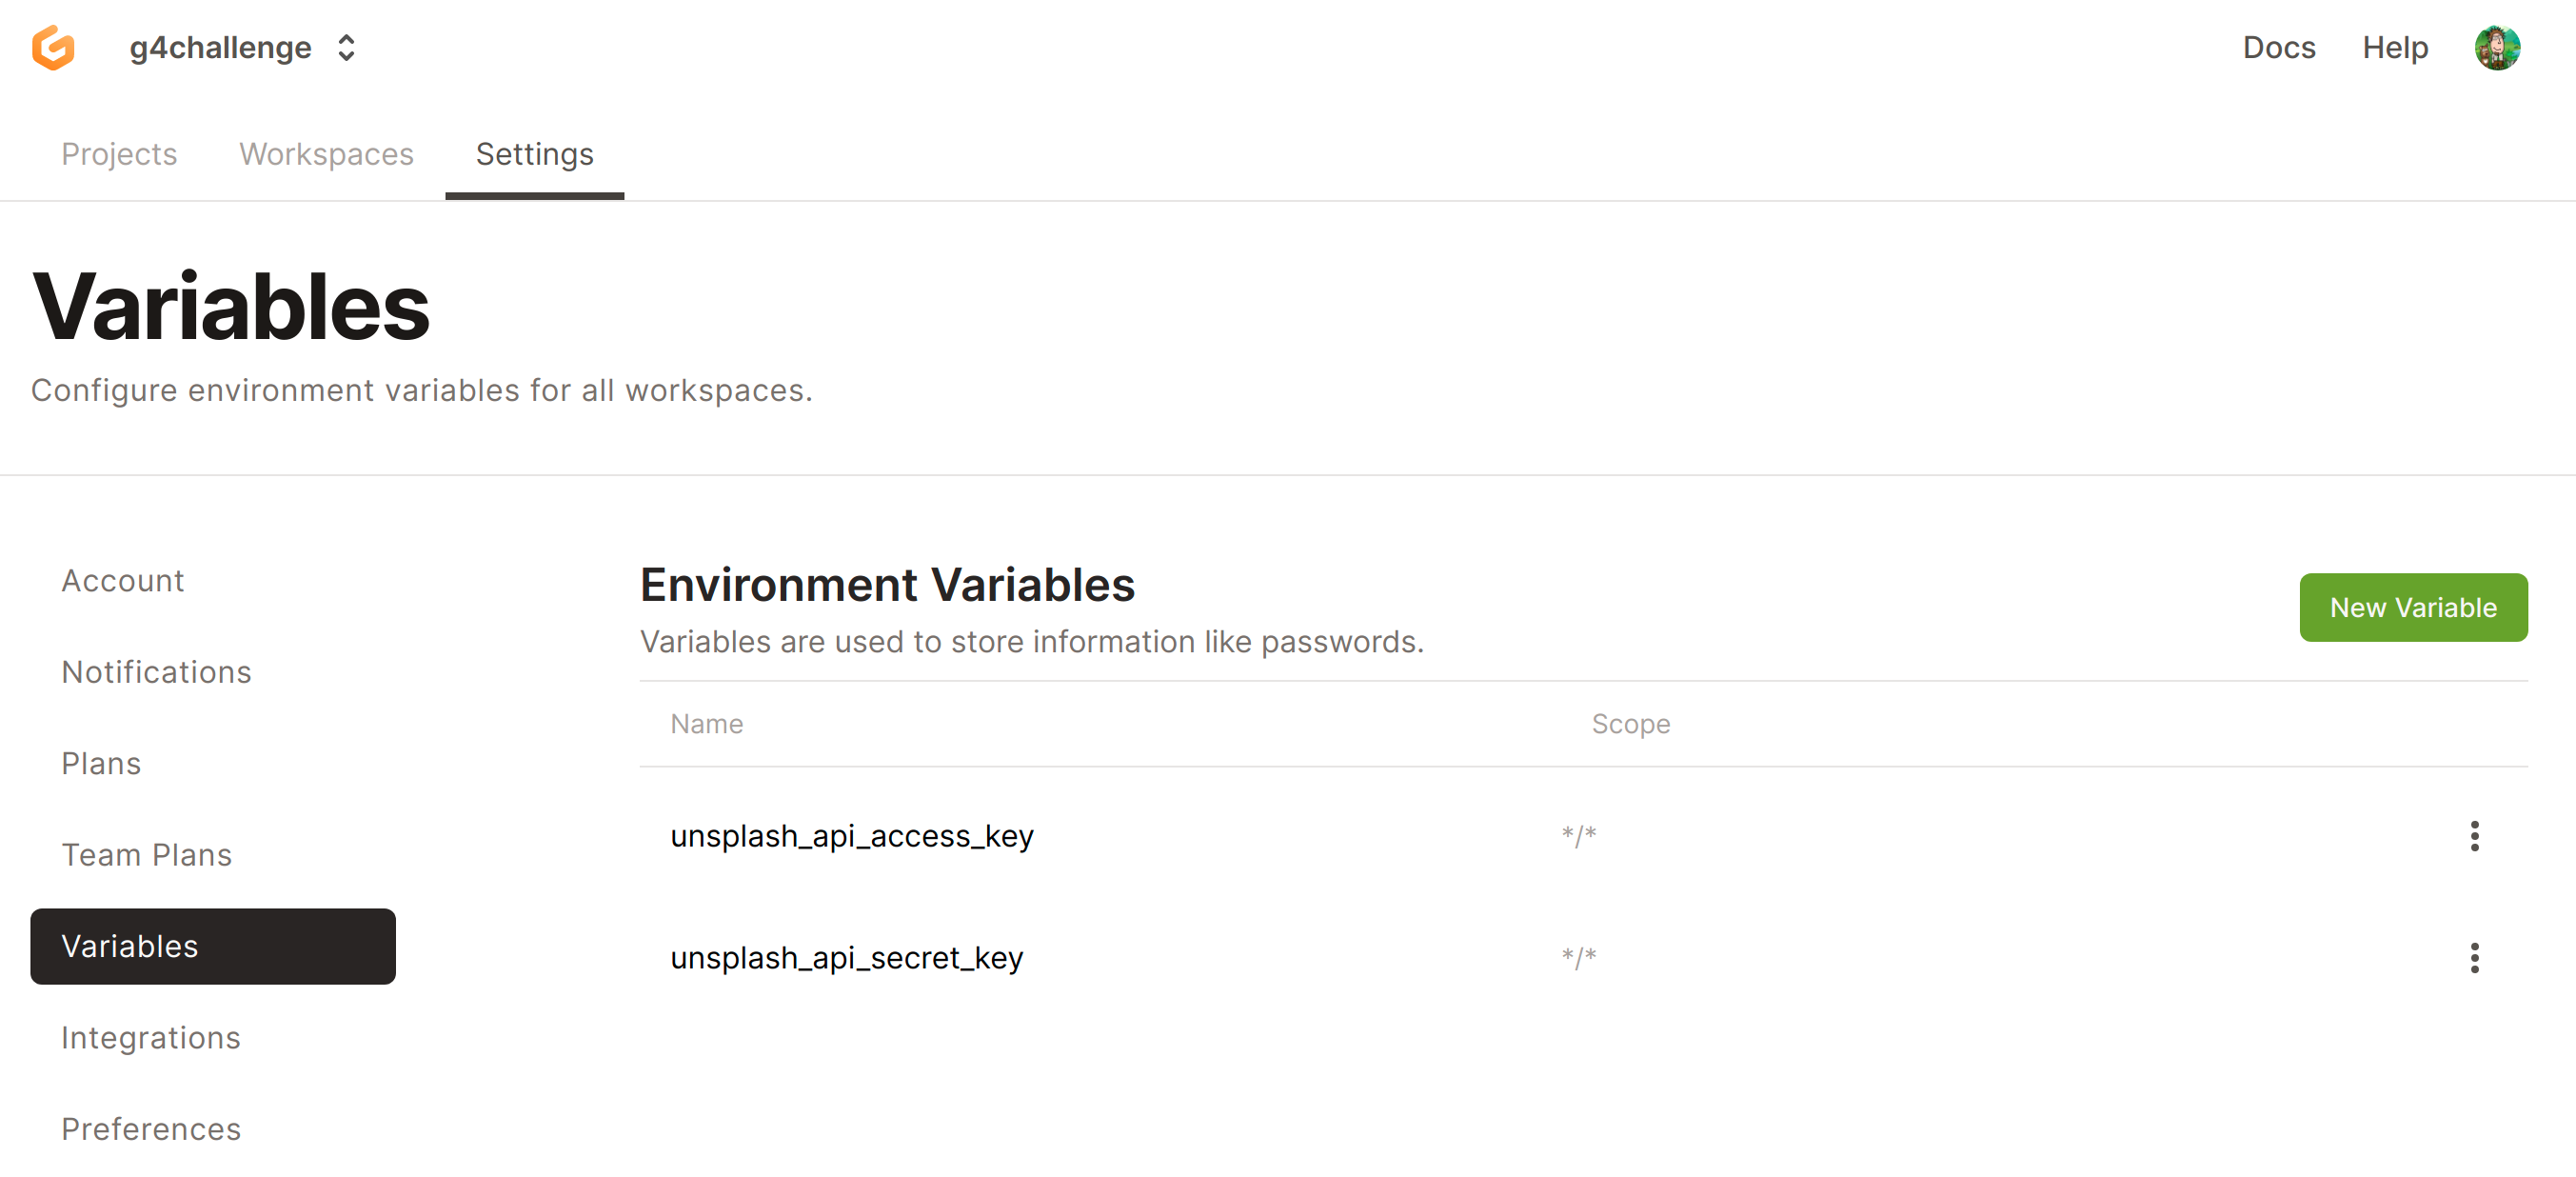 g4challenge Docs Help
Projects Workspaces Settings
Variables
Configure environment variables for all workspaces.
Account
Notifications
Plans
Team Plans
Variables
Integrations
Preferences
Environment Variables
Variables are used to store information like passwords.
New Variable
Name Scope
unsplash_api_access_key */*
unsplash_api_secret_key */*